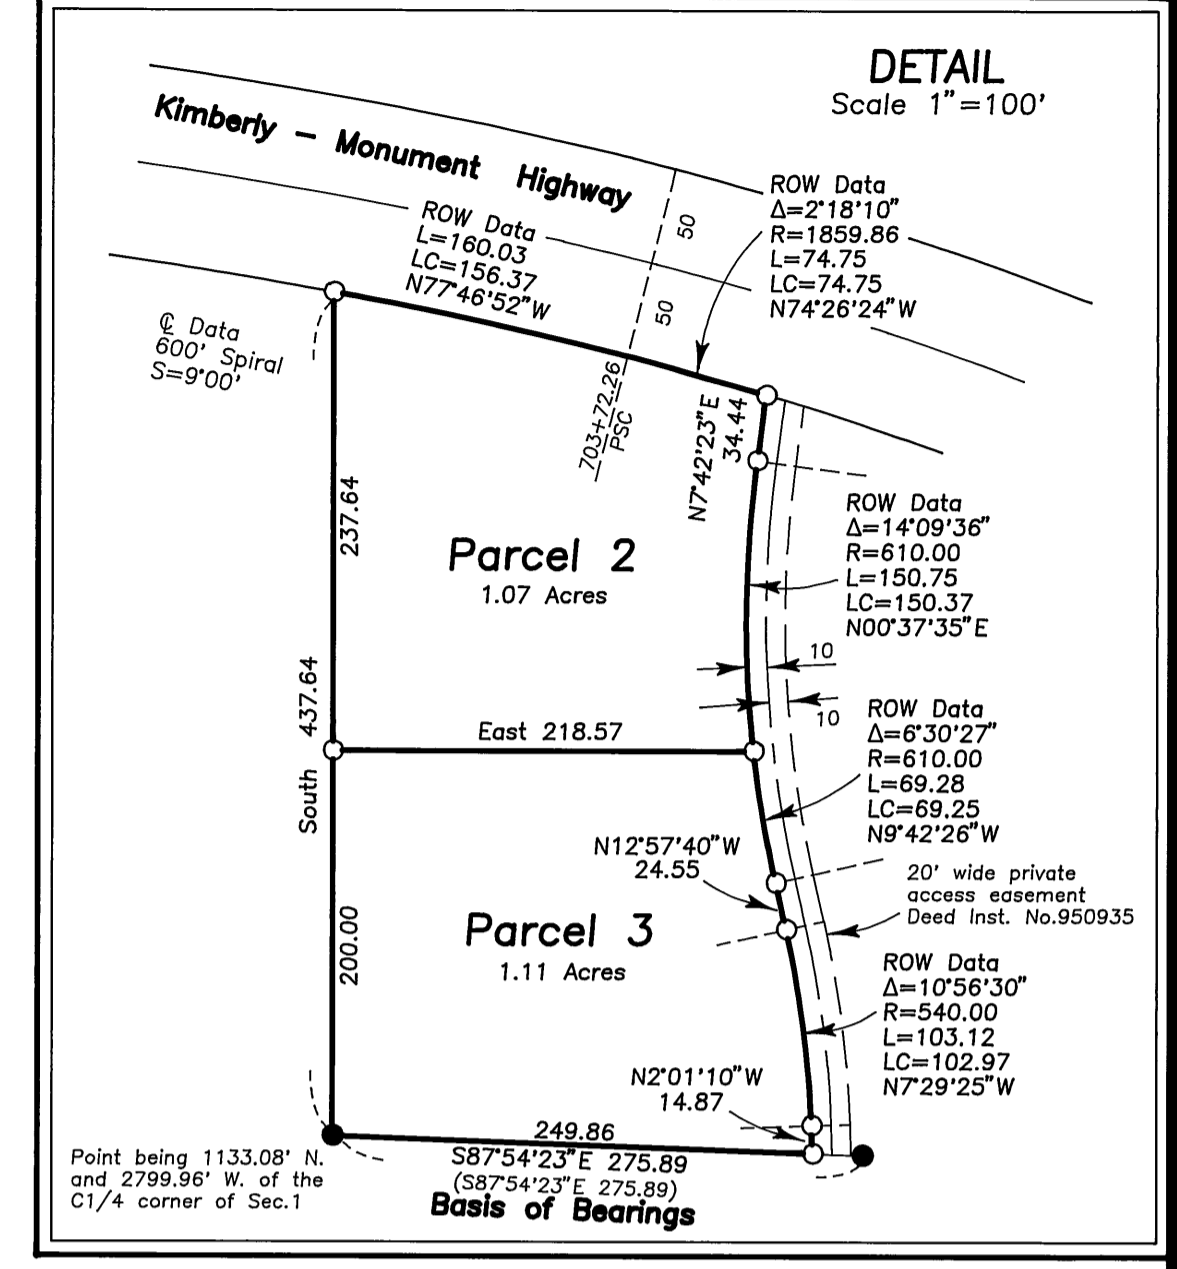 DETAIL
Scale 1"=100'
Kimberly – Monument Highway
ROW Data
L=160.03
LC=156.37
N77°46'52"W
50
50
ROW Data
Δ=2°18'10"
R=1859.86
L=74.75
LC=74.75
N74°26'24"W
℄ Data
600' Spiral
S=9°00'
703+72.26
PSC
N7°42'23"E
34.44
237.64
Parcel 2
1.07 Acres
ROW Data
Δ=14°09'36"
R=610.00
L=150.75
LC=150.37
N00°37'35"E
10
10
South 437.64
East 218.57
ROW Data
Δ=6°30'27"
R=610.00
L=69.28
LC=69.25
N9°42'26"W
N12°57'40"W
24.55
20' wide private
access easement
Deed Inst. No.950935
Parcel 3
1.11 Acres
200.00
ROW Data
Δ=10°56'30"
R=540.00
L=103.12
LC=102.97
N7°29'25"W
N2°01'10"W
14.87
249.86
S87°54'23"E 275.89
(S87°54'23"E 275.89)
Basis of Bearings
Point being 1133.08' N.
and 2799.96' W. of the
C1/4 corner of Sec.1